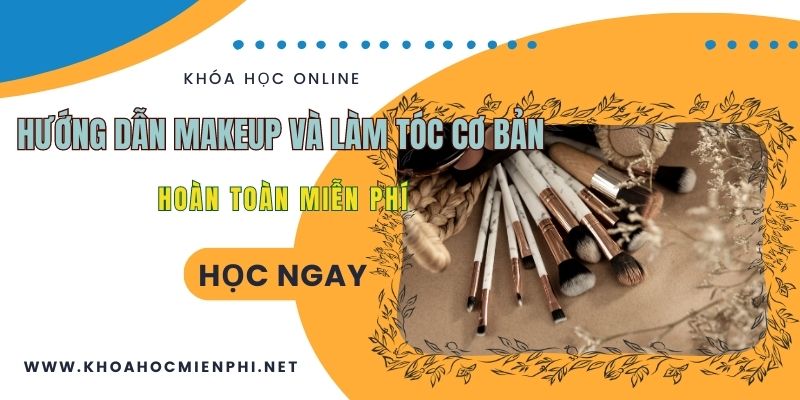 KHÓA HỌC ONLINE
HƯỚNG DẪN MAKEUP VÀ LÀM TÓC CƠ BẢN
HOÀN TOÀN MIỄN PHÍ
HỌC NGAY
WWW.KHOAHOCMIENPHI.NET